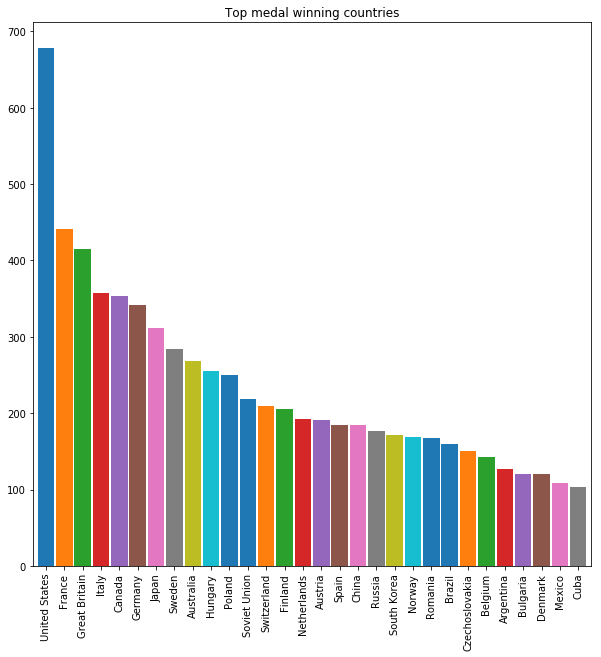 Top medal winning countries
700
600
500
400
300
200
100
0
United States
France
Great Britain
Italy
Canada
Germany
Japan
Sweden
Australia
Hungary
Poland
Soviet Union
Switzerland
Finland
Netherlands
Austria
Spain
China
Russia
South Korea
Norway
Romania
Brazil
Czechoslovakia
Belgium
Argentina
Bulgaria
Denmark
Mexico
Cuba